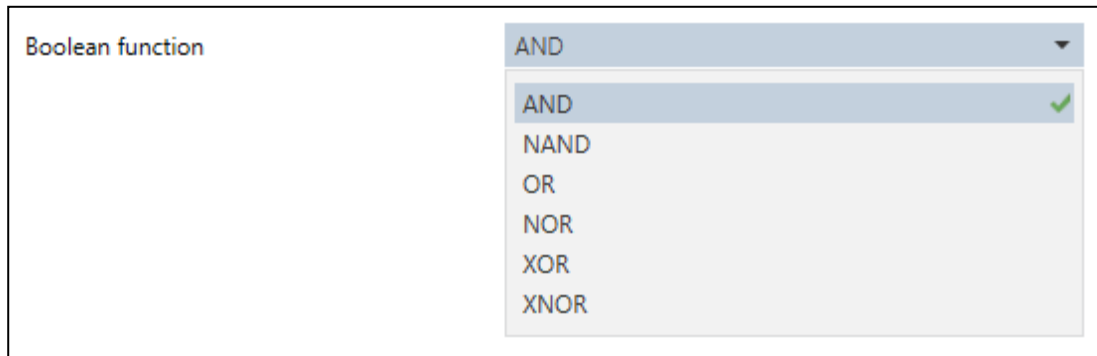 Boolean function
AND
AND
NAND
OR
NOR
XOR
XNOR